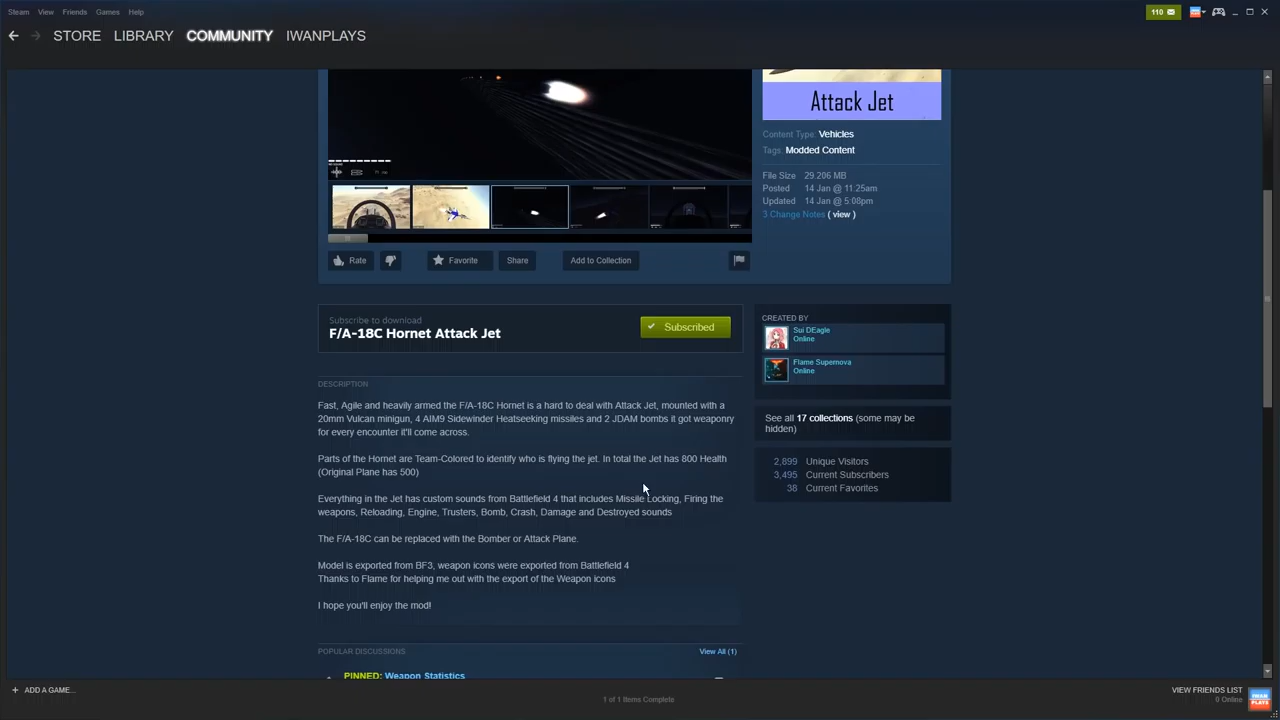 Steam View Friends Games Help
110
STORE LIBRARY COMMUNITY IWANPLAYS
Attack Jet
Content Type: Vehicles
Tags: Modded Content
File Size 29.206 MB
Posted 14 Jan @ 11:25am
Updated 14 Jan @ 5:08pm
3 Change Notes ( view )
Rate Favorite Share Add to Collection
Subscribe to download
F/A-18C Hornet Attack Jet
Subscribed
CREATED BY
Sui DEagle
Online
Flame Supernova
Online
See all 17 collections (some may be
hidden)
2,899 Unique Visitors
3,495 Current Subscribers
38 Current Favorites
DESCRIPTION
Fast, Agile and heavily armed the F/A-18C Hornet is a hard to deal with Attack Jet, mounted with a
20mm Vulcan minigun, 4 AIM9 Sidewinder Heatseeking missiles and 2 JDAM bombs it got weaponry
for every encounter it'll come across.
Parts of the Hornet are Team-Colored to identify who is flying the jet. In total the Jet has 800 Health
(Original Plane has 500)
Everything in the Jet has custom sounds from Battlefield 4 that includes Missile Locking, Firing the
weapons, Reloading, Engine, Trusters, Bomb, Crash, Damage and Destroyed sounds
The F/A-18C can be replaced with the Bomber or Attack Plane.
Model is exported from BF3, weapon icons were exported from Battlefield 4
Thanks to Flame for helping me out with the export of the Weapon icons
I hope you'll enjoy the mod!
POPULAR DISCUSSIONS View All (1)
PINNED: Weapon Statistics
+ ADD A GAME...
1 of 1 Items Complete
VIEW FRIENDS LIST
0 Online